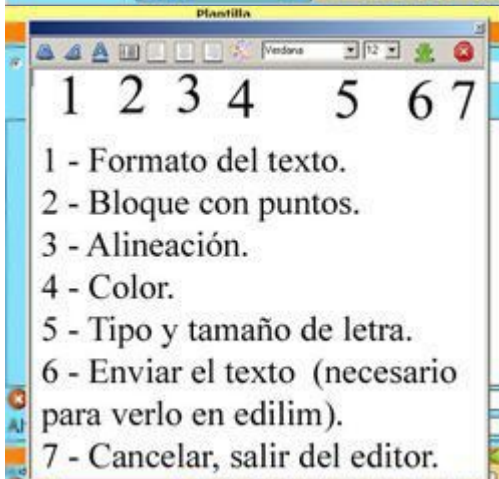 Plantilla
Verdana 12
1 2 3 4 5 6 7
1 - Formato del texto.
2 - Bloque con puntos.
3 - Alineación.
4 - Color.
5 - Tipo y tamaño de letra.
6 - Enviar el texto (necesario
para verlo en edilim).
7 - Cancelar, salir del editor.